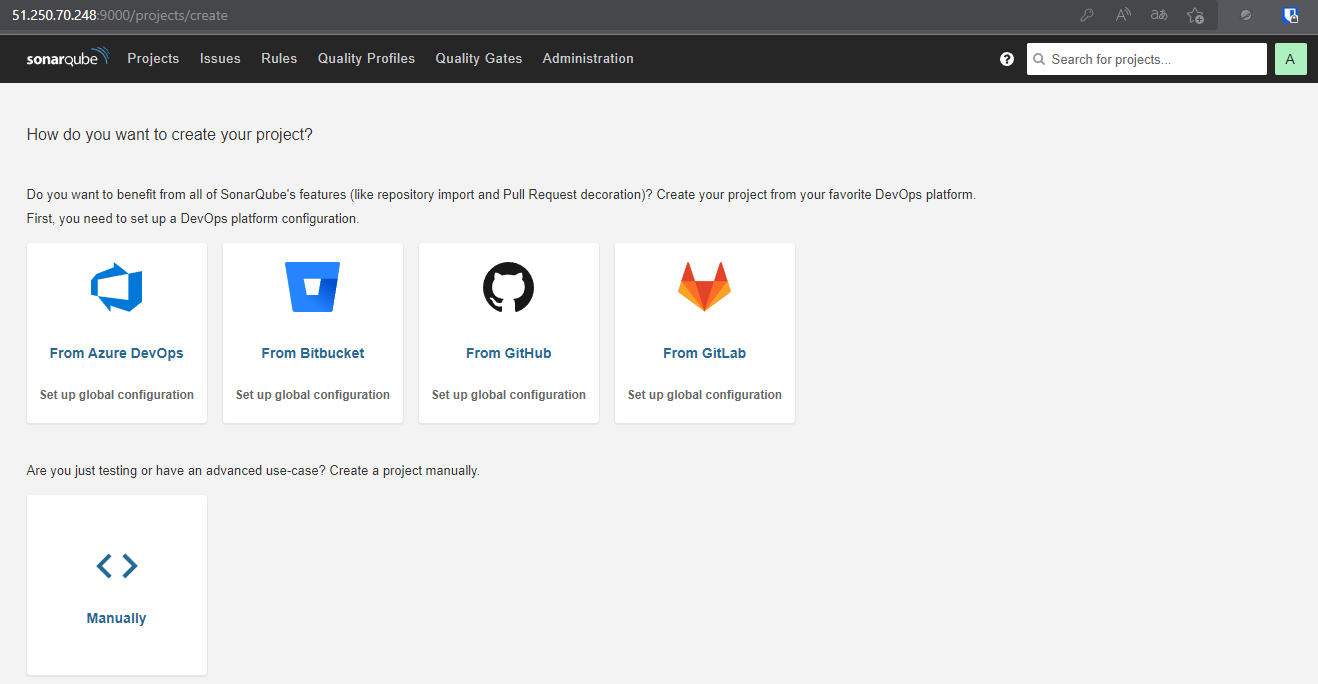 51.250.70.248:9000/projects/create
sonarqube Projects Issues Rules Quality Profiles Quality Gates Administration ? Search for projects... A
How do you want to create your project?
Do you want to benefit from all of SonarQube's features (like repository import and Pull Request decoration)? Create your project from your favorite DevOps platform.
First, you need to set up a DevOps platform configuration.
From Azure DevOps From Bitbucket From GitHub From GitLab
Set up global configuration Set up global configuration Set up global configuration Set up global configuration
Are you just testing or have an advanced use-case? Create a project manually.
Manually